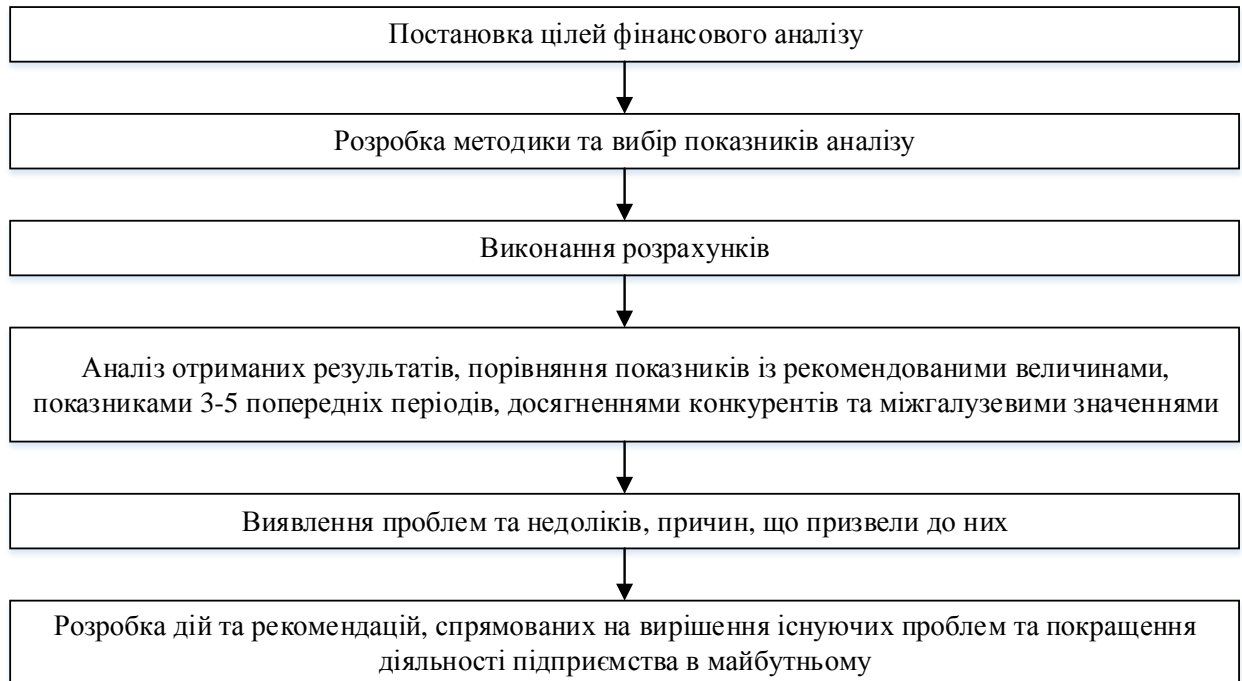 Постановка цілей фінансового аналізу
Розробка методики та вибір показників аналізу
Виконання розрахунків
Аналіз отриманих результатів, порівняння показників із рекомендованими величинами,
показниками 3-5 попередніх періодів, досягненнями конкурентів та міжгалузевими значеннями
Виявлення проблем та недоліків, причин, що призвели до них
Розробка дій та рекомендацій, спрямованих на вирішення існуючих проблем та покращення
діяльності підприємства в майбутньому